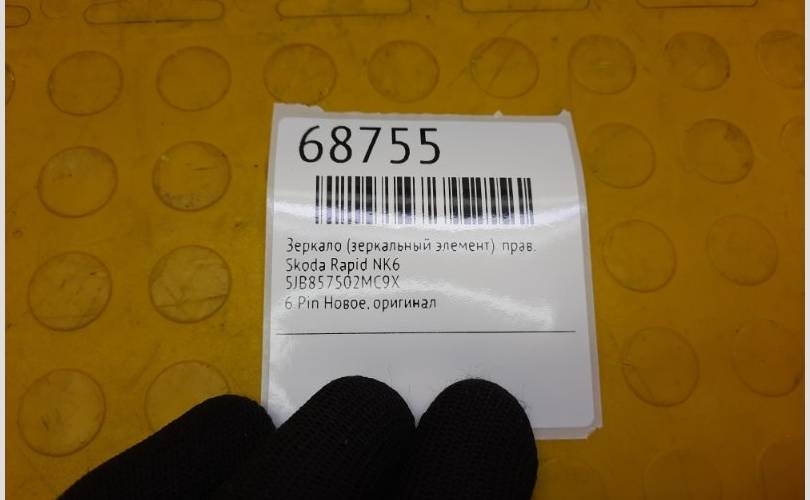 68755
Зеркало (зеркальный элемент) прав.
Skoda Rapid NK6
5JB857502MC9X
6 Pin Новое, оригинал